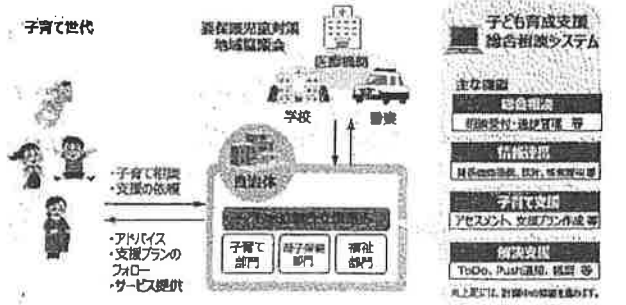 子育て世代
要保護児童対策
地域協議会
医療機関
学校
警察
自治体
・子育て相談
・支援の依頼
・アドバイス
・支援プランの
フォロー
・サービス提供
子育て
部門
母子保健
部門
福祉
部門
子ども育成支援
総合相談システム
主な機能
総合相談
相談受付・進捗管理 等
情報連携
子育て支援
アセスメント、支援プラン作成 等
解決支援
ToDo、Push通知、